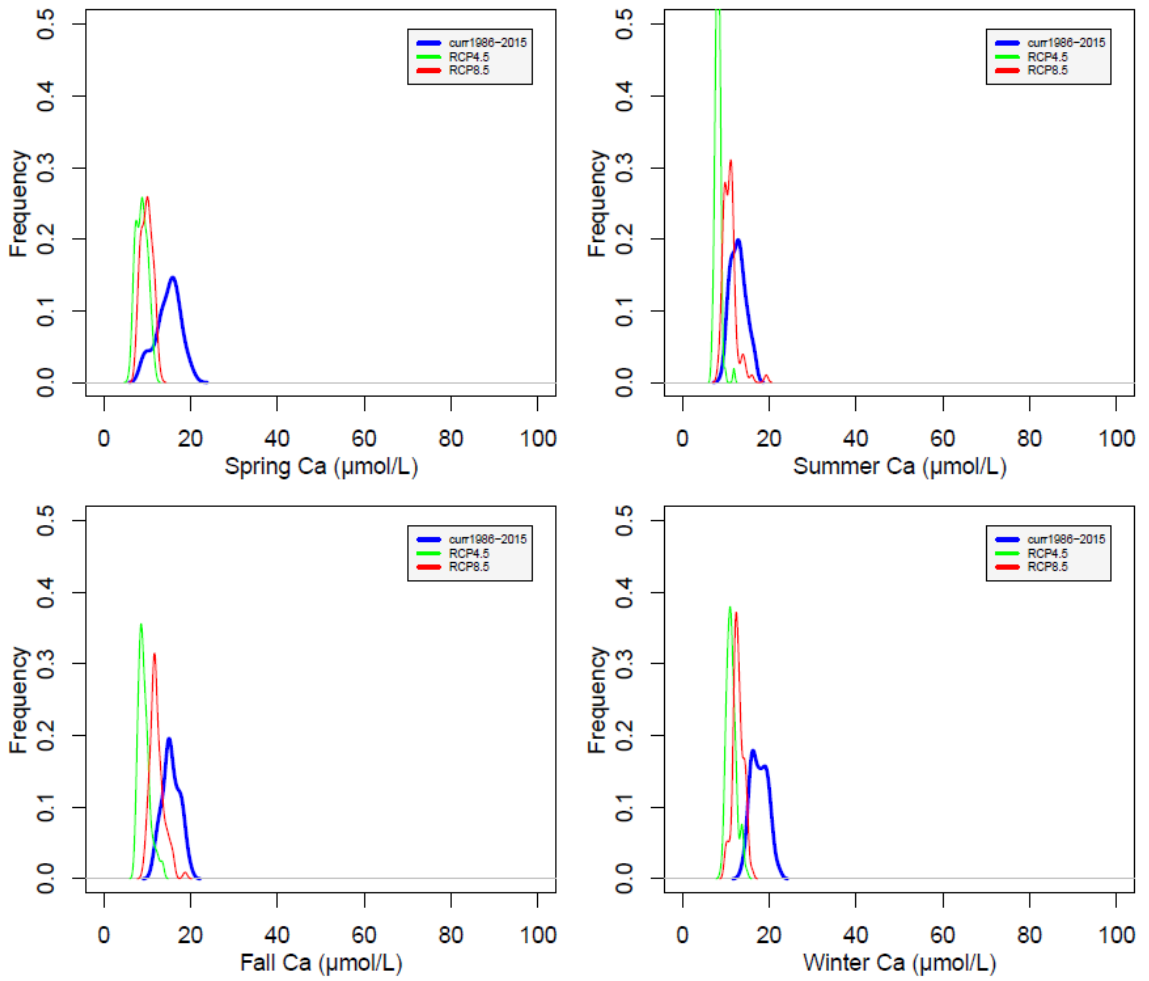 0.5
0.4
0.3
0.2
0.1
0.0
Frequency
curr1986−2015
RCP4.5
RCP8.5
0 20 40 60 80 100
Spring Ca (µmol/L)
0.5
0.4
0.3
0.2
0.1
0.0
Frequency
curr1986−2015
RCP4.5
RCP8.5
0 20 40 60 80 100
Summer Ca (µmol/L)
0.5
0.4
0.3
0.2
0.1
0.0
Frequency
curr1986−2015
RCP4.5
RCP8.5
0 20 40 60 80 100
Fall Ca (µmol/L)
0.5
0.4
0.3
0.2
0.1
0.0
Frequency
curr1986−2015
RCP4.5
RCP8.5
0 20 40 60 80 100
Winter Ca (µmol/L)